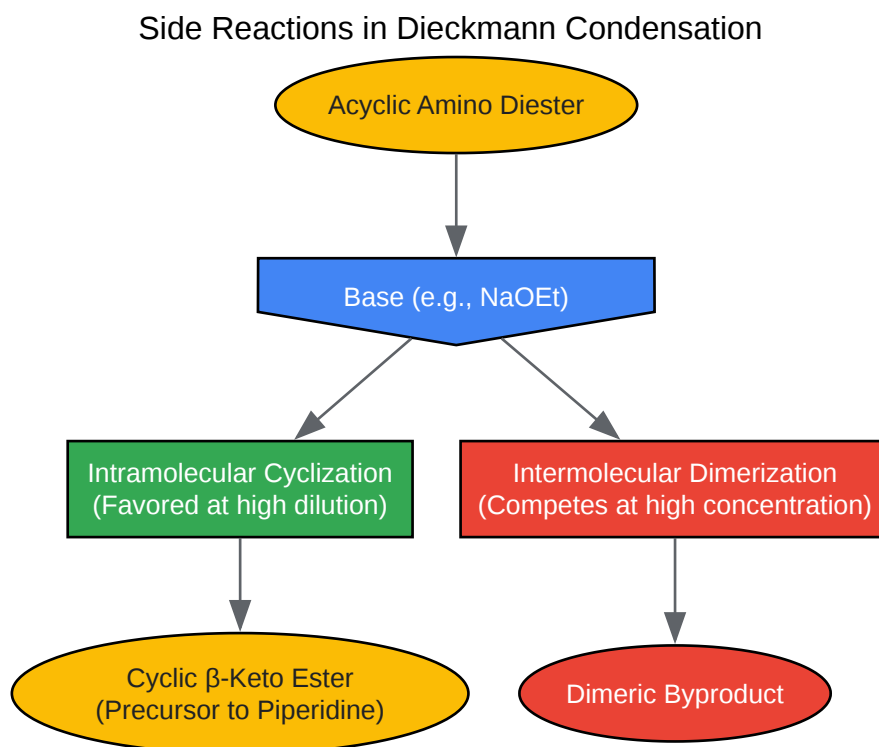 Side Reactions in Dieckmann Condensation
Acyclic Amino Diester
Base (e.g., NaOEt)
Intramolecular Cyclization
(Favored at high dilution)
Intermolecular Dimerization
(Competes at high concentration)
Cyclic β-Keto Ester
(Precursor to Piperidine)
Dimeric Byproduct